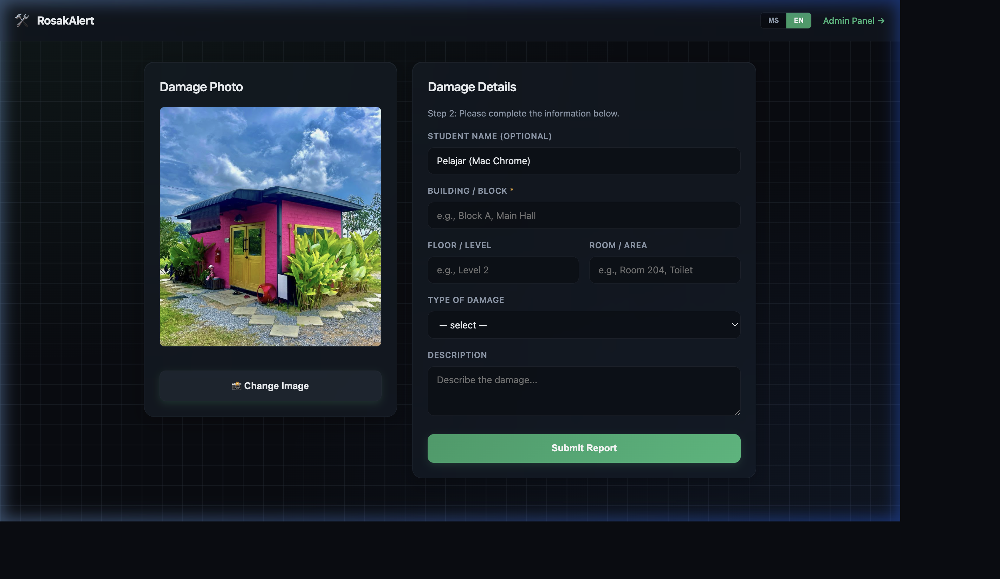 RosakAlert
MS EN Admin Panel →
Damage Photo
Change Image
Damage Details
Step 2: Please complete the information below.
STUDENT NAME (OPTIONAL)
Pelajar (Mac Chrome)
BUILDING / BLOCK *
e.g., Block A, Main Hall
FLOOR / LEVEL
e.g., Level 2
ROOM / AREA
e.g., Room 204, Toilet
TYPE OF DAMAGE
— select —
DESCRIPTION
Describe the damage...
Submit Report